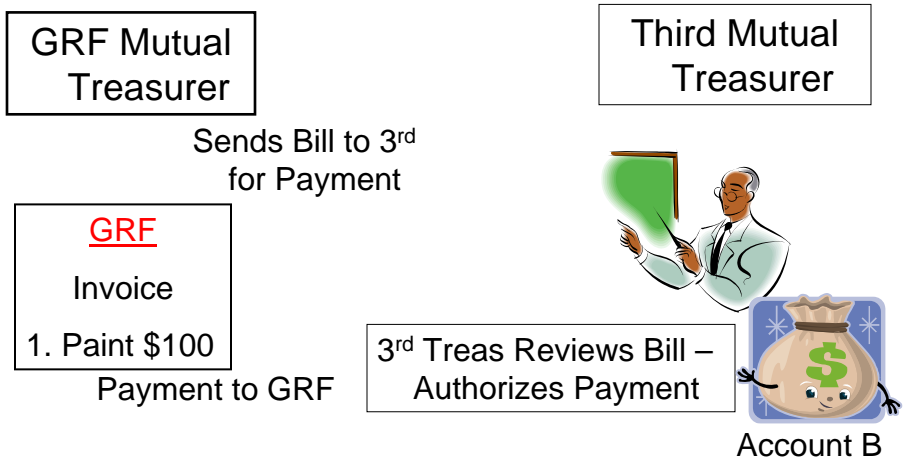 GRF Mutual
Treasurer
Third Mutual
Treasurer
Sends Bill to 3rd
for Payment
GRF
Invoice
1. Paint $100
Payment to GRF
3rd Treas Reviews Bill –
Authorizes Payment
$
Account B